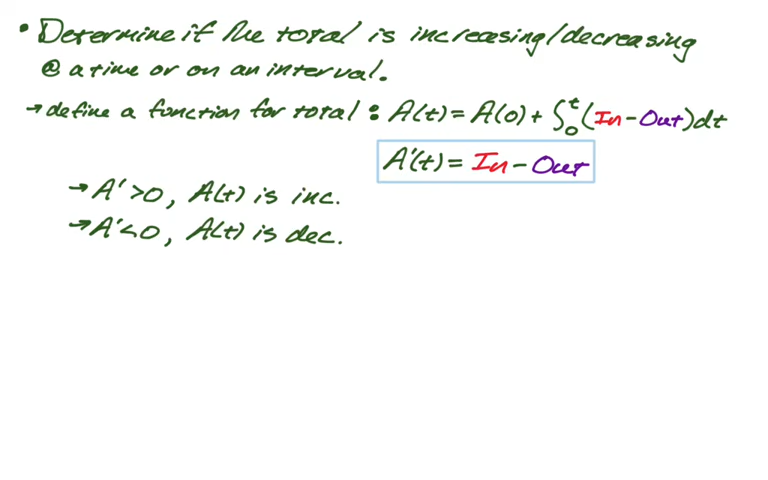 • Determine if the total is increasing/decreasing
@ a time or on an interval.
→ define a function for total : A(t) = A(0) + ∫₀ᵗ (In - Out)dt
A'(t) = In - Out
→ A' > 0, A(t) is inc.
→ A' < 0, A(t) is dec.